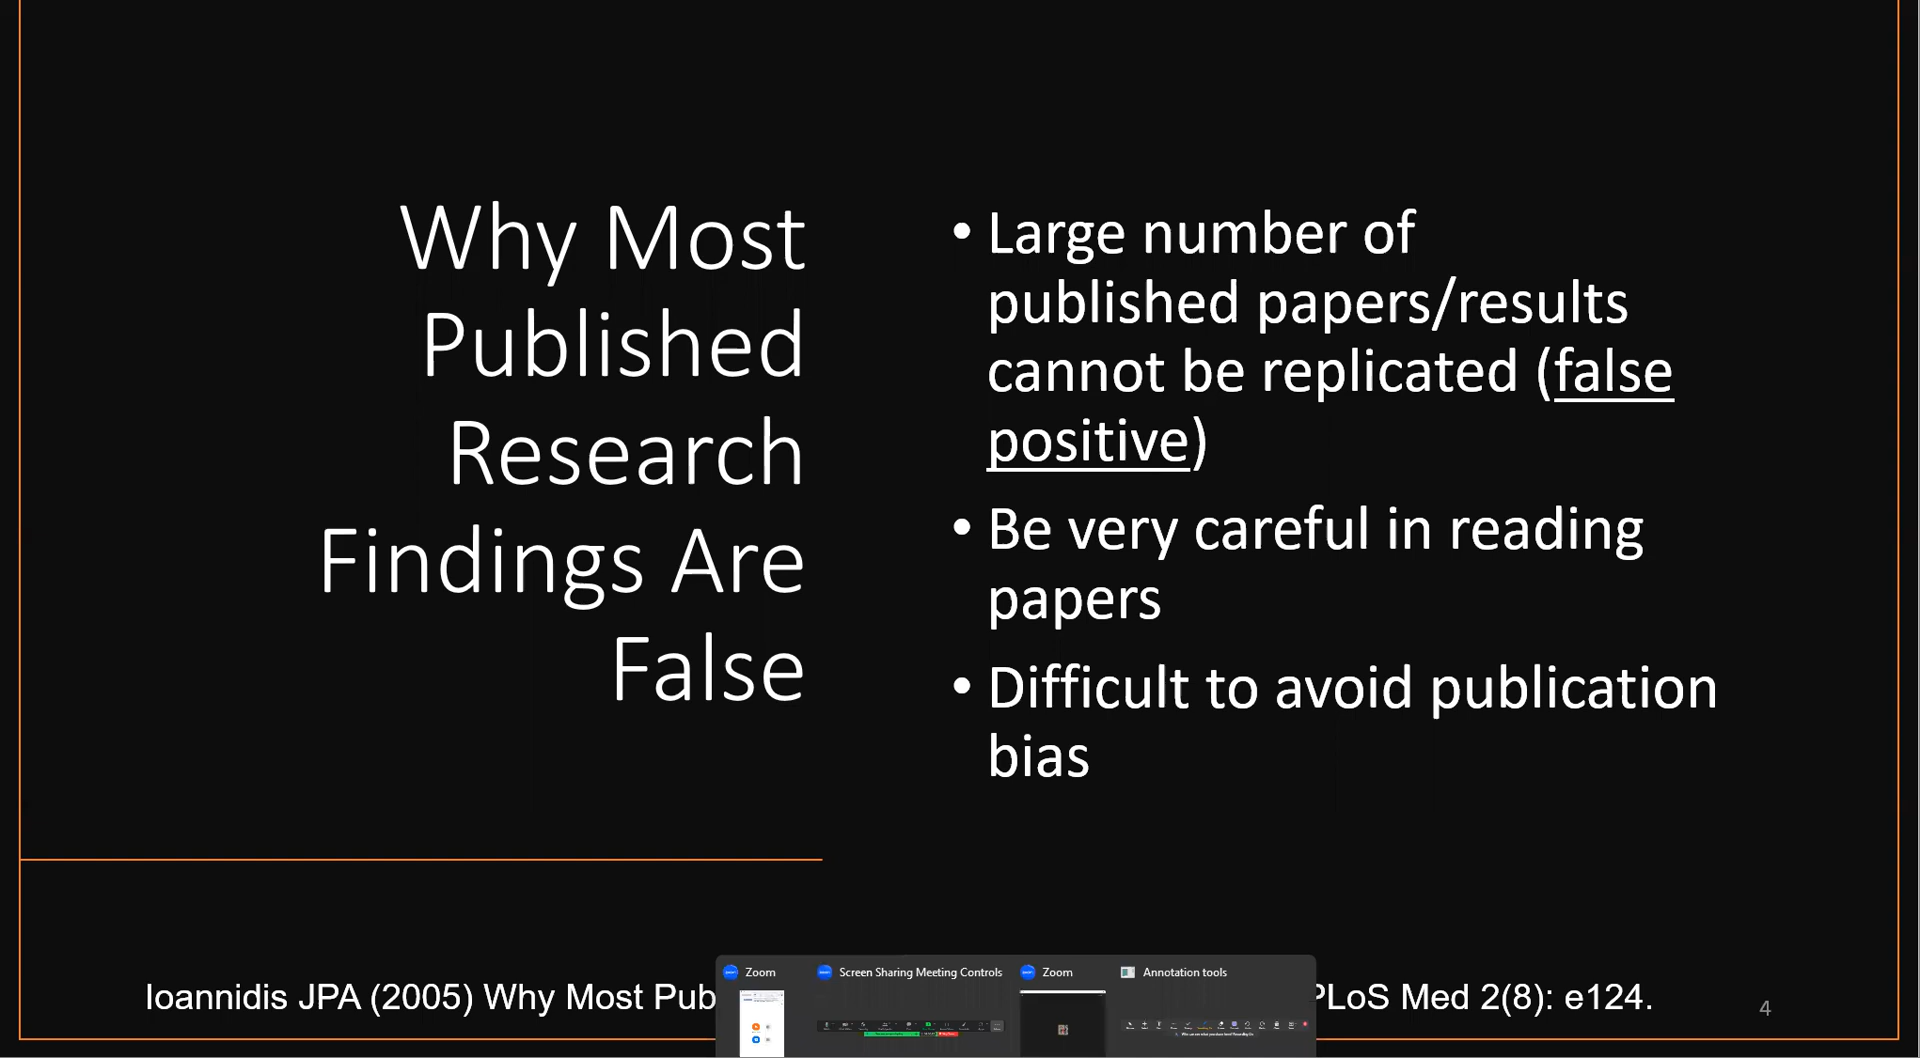 Why Most
Published
Research
Findings Are
False
• Large number of
published papers/results
cannot be replicated (false
positive)
• Be very careful in reading
papers
• Difficult to avoid publication
bias
Ioannidis JPA (2005) Why Most Pub
PLoS Med 2(8): e124.
4
Zoom
Screen Sharing Meeting Controls
Zoom
Annotation tools